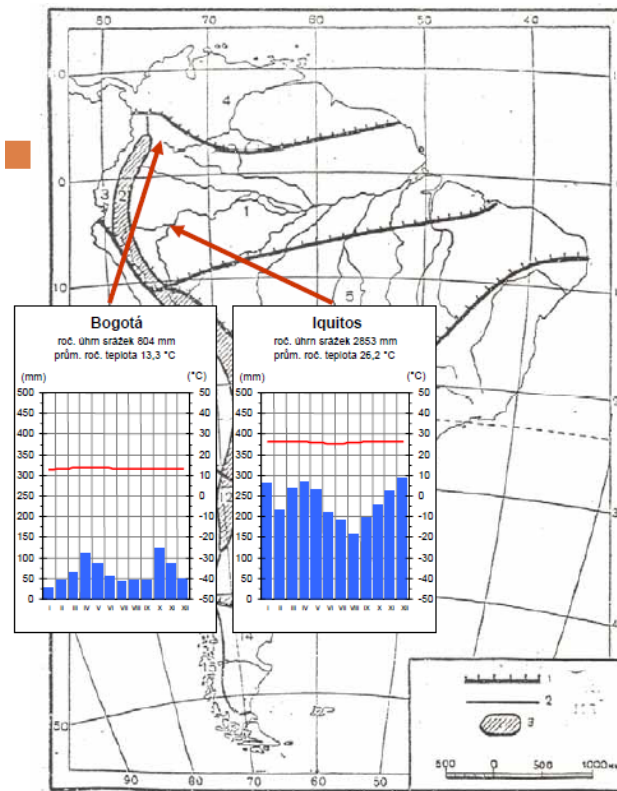 80 70 60 50 40
10
4
0
3
2
1
10
5
Bogotá
roč. úhrn srážek 804 mm
prům. roč. teplota 13,3 °C
(mm) (°C)
500 50
450 40
400 30
350 20
300 10
250 0
200 -10
150 -20
100 -30
50 -40
0 -50
I II III IV V VI VII VIII IX X XI XII
Iquitos
roč. úhrn srážek 2853 mm
prům. roč. teplota 26,2 °C
(mm) (°C)
500 50
450 40
400 30
350 20
300 10
250 0
200 -10
150 -20
100 -30
50 -40
0 -50
I II III IV V VI VII VIII IX X XI XII
12
14
15
50
1
2
3
500 0 500 1000
90 80 70 60 50